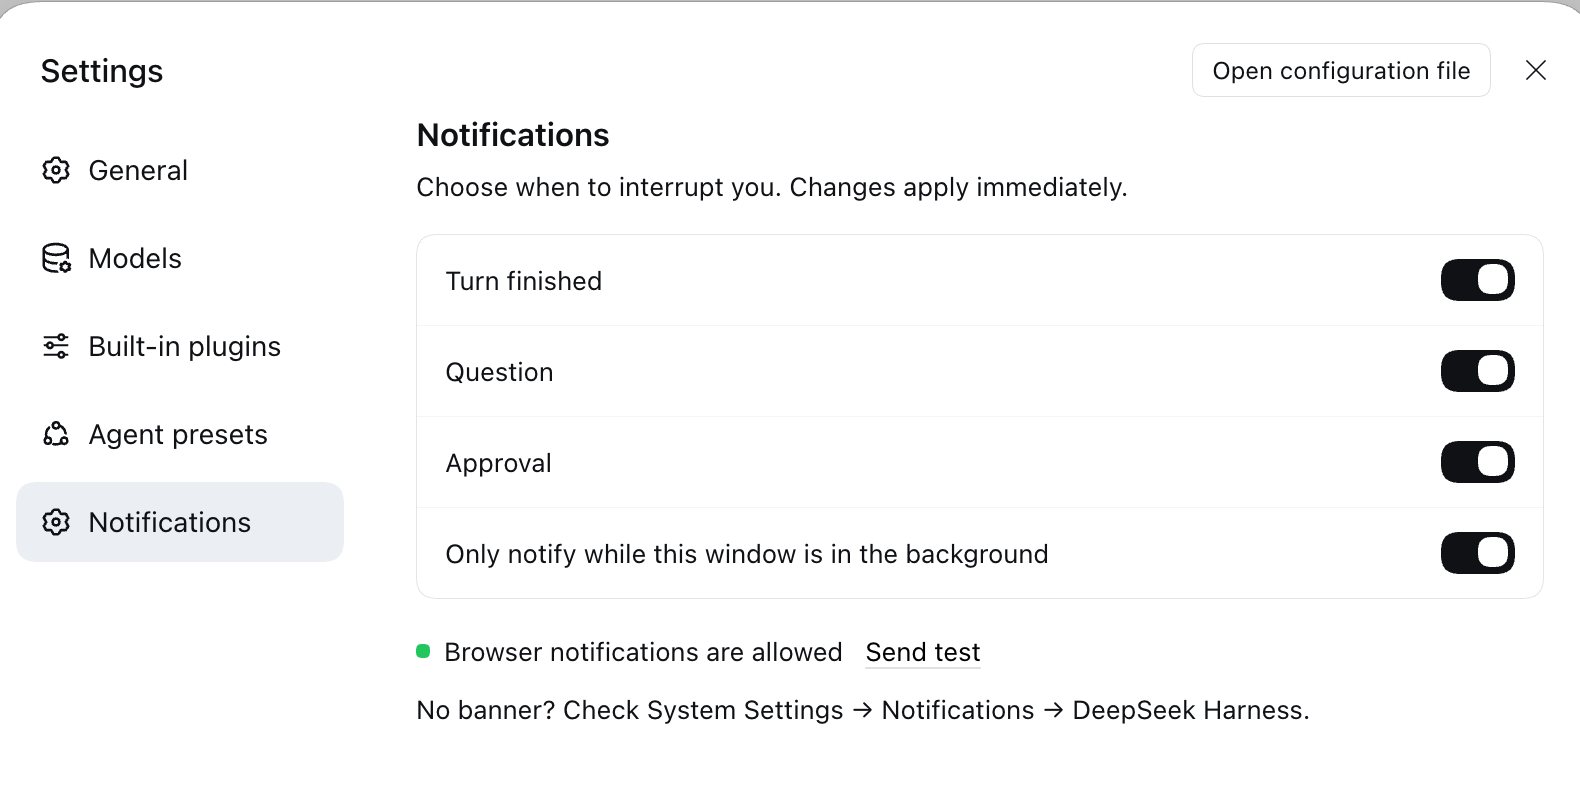 Settings
Open configuration file
General
Models
Built-in plugins
Agent presets
Notifications
Notifications
Choose when to interrupt you. Changes apply immediately.
Turn finished
Question
Approval
Only notify while this window is in the background
Browser notifications are allowed Send test
No banner? Check System Settings → Notifications → DeepSeek Harness.